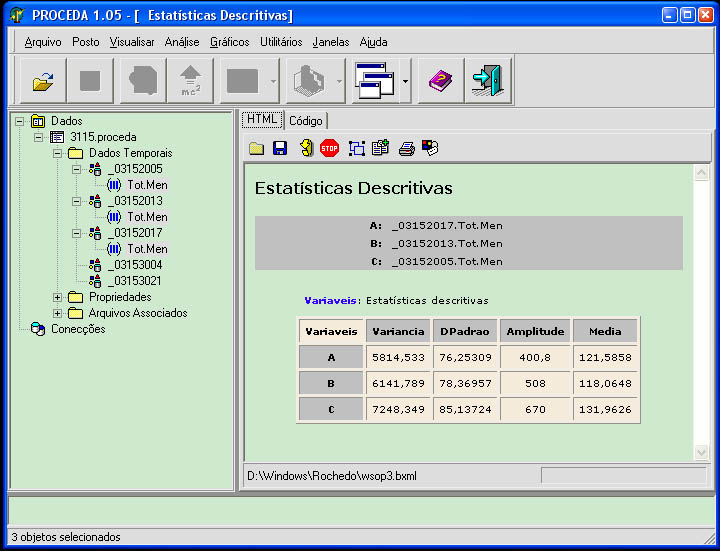 PROCEDA 1.05 - [ Estatísticas Descritivas]
Arquivo Posto Visualisar Análise Gráficos Utilitários Janelas Ajuda
mc²
Dados
3115.proceda
Dados Temporais
_03152005
Tot.Men
_03152013
Tot.Men
_03152017
Tot.Men
_03153004
_03153021
Propriedades
Arquivos Associados
Conecções
HTML Código
STOP
Estatísticas Descritivas
A: _03152017.Tot.Men
B: _03152013.Tot.Men
C: _03152005.Tot.Men
Variaveis: Estatísticas descritivas
Variaveis Variancia DPadrao Amplitude Media
A 5814,533 76,25309 400,8 121,5858
B 6141,789 78,36957 508 118,0648
C 7248,349 85,13724 670 131,9626
D:\Windows\Rochedo\wsop3.bxml
3 objetos selecionados